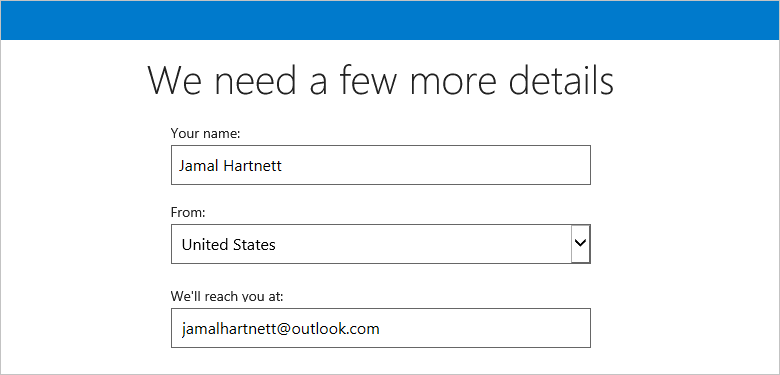 We need a few more details
Your name:
Jamal Hartnett
From:
United States
We'll reach you at:
jamalhartnett@outlook.com